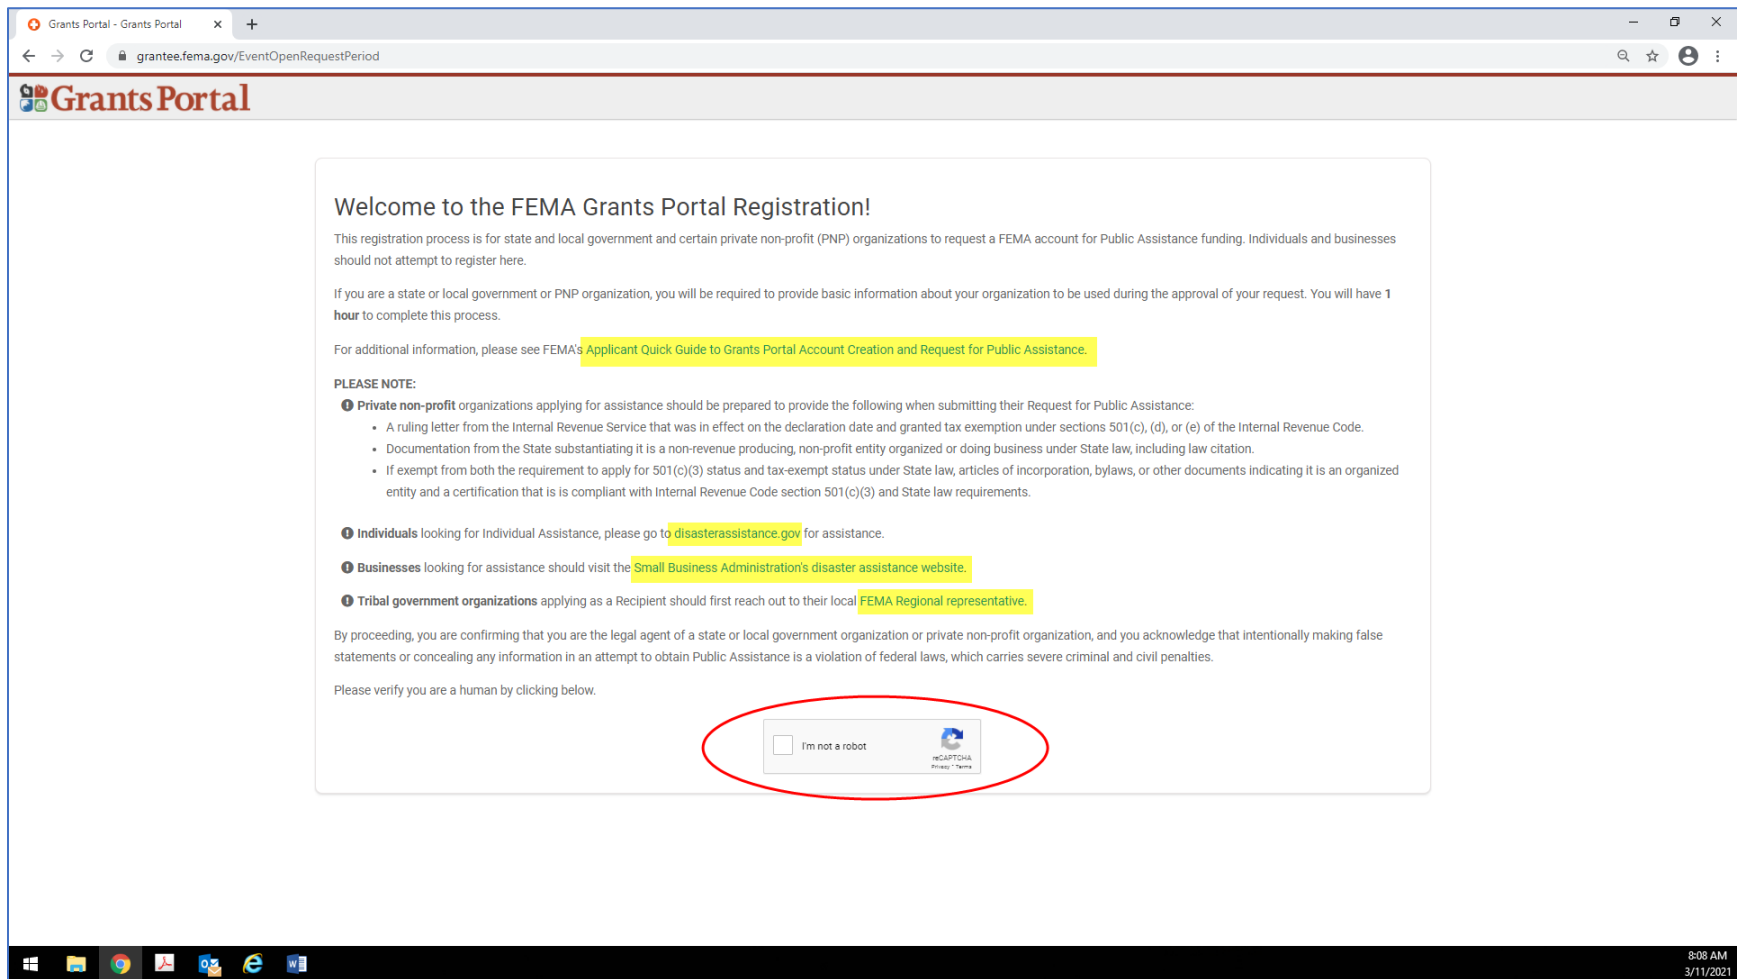 Grants Portal - Grants Portal
grantee.fema.gov/EventOpenRequestPeriod
Grants Portal
Welcome to the FEMA Grants Portal Registration!
This registration process is for state and local government and certain private non-profit (PNP) organizations to request a FEMA account for Public Assistance funding. Individuals and businesses
should not attempt to register here.
If you are a state or local government or PNP organization, you will be required to provide basic information about your organization to be used during the approval of your request. You will have 1
hour to complete this process.
For additional information, please see FEMA's Applicant Quick Guide to Grants Portal Account Creation and Request for Public Assistance.
PLEASE NOTE:
Private non-profit organizations applying for assistance should be prepared to provide the following when submitting their Request for Public Assistance:
• A ruling letter from the Internal Revenue Service that was in effect on the declaration date and granted tax exemption under sections 501(c), (d), or (e) of the Internal Revenue Code.
• Documentation from the State substantiating it is a non-revenue producing, non-profit entity organized or doing business under State law, including law citation.
• If exempt from both the requirement to apply for 501(c)(3) status and tax-exempt status under State law, articles of incorporation, bylaws, or other documents indicating it is an organized
entity and a certification that is is compliant with Internal Revenue Code section 501(c)(3) and State law requirements.
Individuals looking for Individual Assistance, please go to disasterassistance.gov for assistance.
Businesses looking for assistance should visit the Small Business Administration's disaster assistance website.
Tribal government organizations applying as a Recipient should first reach out to their local FEMA Regional representative.
By proceeding, you are confirming that you are the legal agent of a state or local government organization or private non-profit organization, and you acknowledge that intentionally making false
statements or concealing any information in an attempt to obtain Public Assistance is a violation of federal laws, which carries severe criminal and civil penalties.
Please verify you are a human by clicking below.
I'm not a robot
reCAPTCHA
Privacy - Terms
8:08 AM
3/11/2021